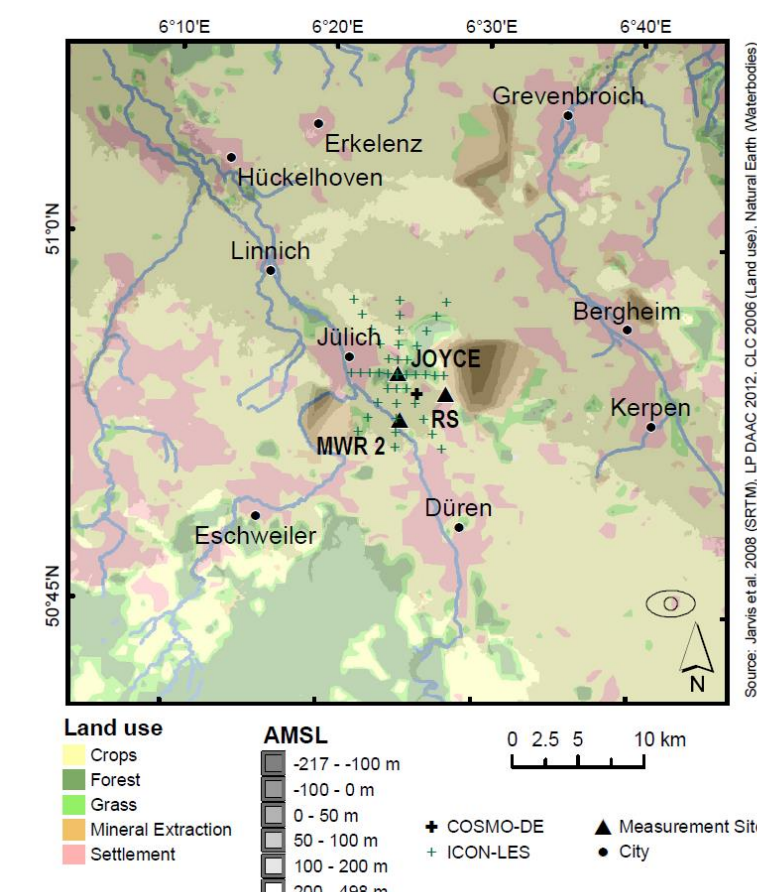 6°10'E 6°20'E 6°30'E 6°40'E
Grevenbroich
Erkelenz
Hückelhoven
51°0'N
Linnich
Bergheim
Jülich
JOYCE
Kerpen
RS
MWR 2
Düren
Eschweiler
50°45'N
N
Source: Jarvis et al. 2008 (SRTM), LP DAAC 2012, CLC 2006 (Land use), Natural Earth (Waterbodies)
Land use
Crops
Forest
Grass
Mineral Extraction
Settlement
AMSL
-217 - -100 m
-100 - 0 m
0 - 50 m
50 - 100 m
100 - 200 m
200 - 498 m
0 2.5 5 10 km
COSMO-DE
ICON-LES
Measurement Site
City